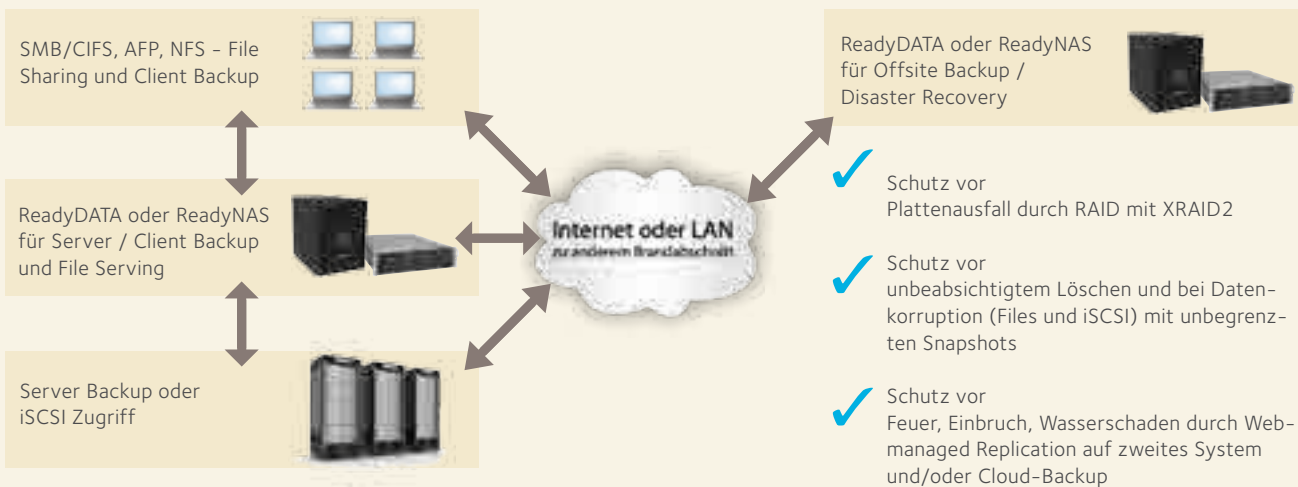 SMB/CIFS, AFP, NFS - File
Sharing und Client Backup
ReadyDATA oder ReadyNAS
für Server / Client Backup
und File Serving
Server Backup oder
iSCSI Zugriff
Internet oder LAN
zu anderem Brandabschnitt
ReadyDATA oder ReadyNAS
für Offsite Backup /
Disaster Recovery
Schutz vor
Plattenausfall durch RAID mit XRAID2
Schutz vor
unbeabsichtigtem Löschen und bei Daten-
korruption (Files und iSCSI) mit unbegrenz-
ten Snapshots
Schutz vor
Feuer, Einbruch, Wasserschaden durch Web-
managed Replication auf zweites System
und/oder Cloud-Backup